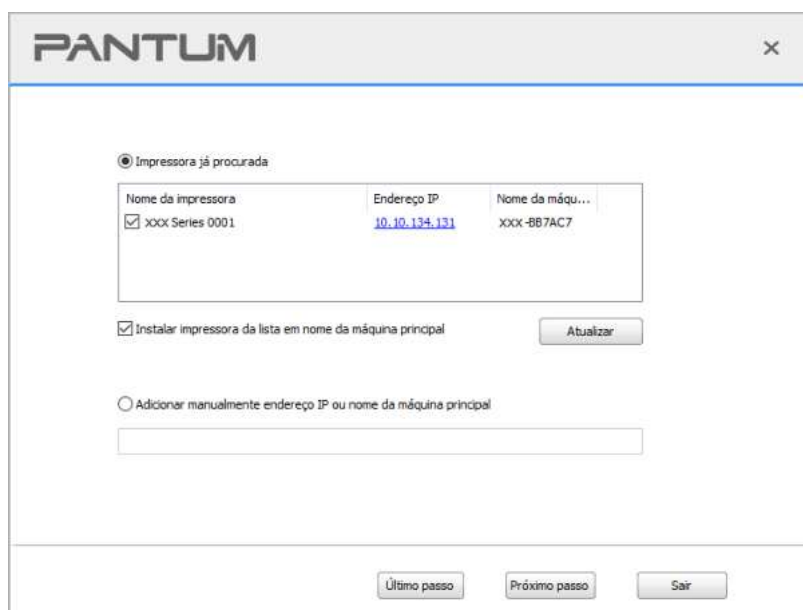 PANTUM
Impressora já procurada
Nome da impressora Endereço IP Nome da máqu...
XXX Series 0001 10.10.134.131 XXX-BB7AC7
Instalar impressora da lista em nome da máquina principal Atualizar
Adicionar manualmente endereço IP ou nome da máquina principal
Último passo Próximo passo Sair